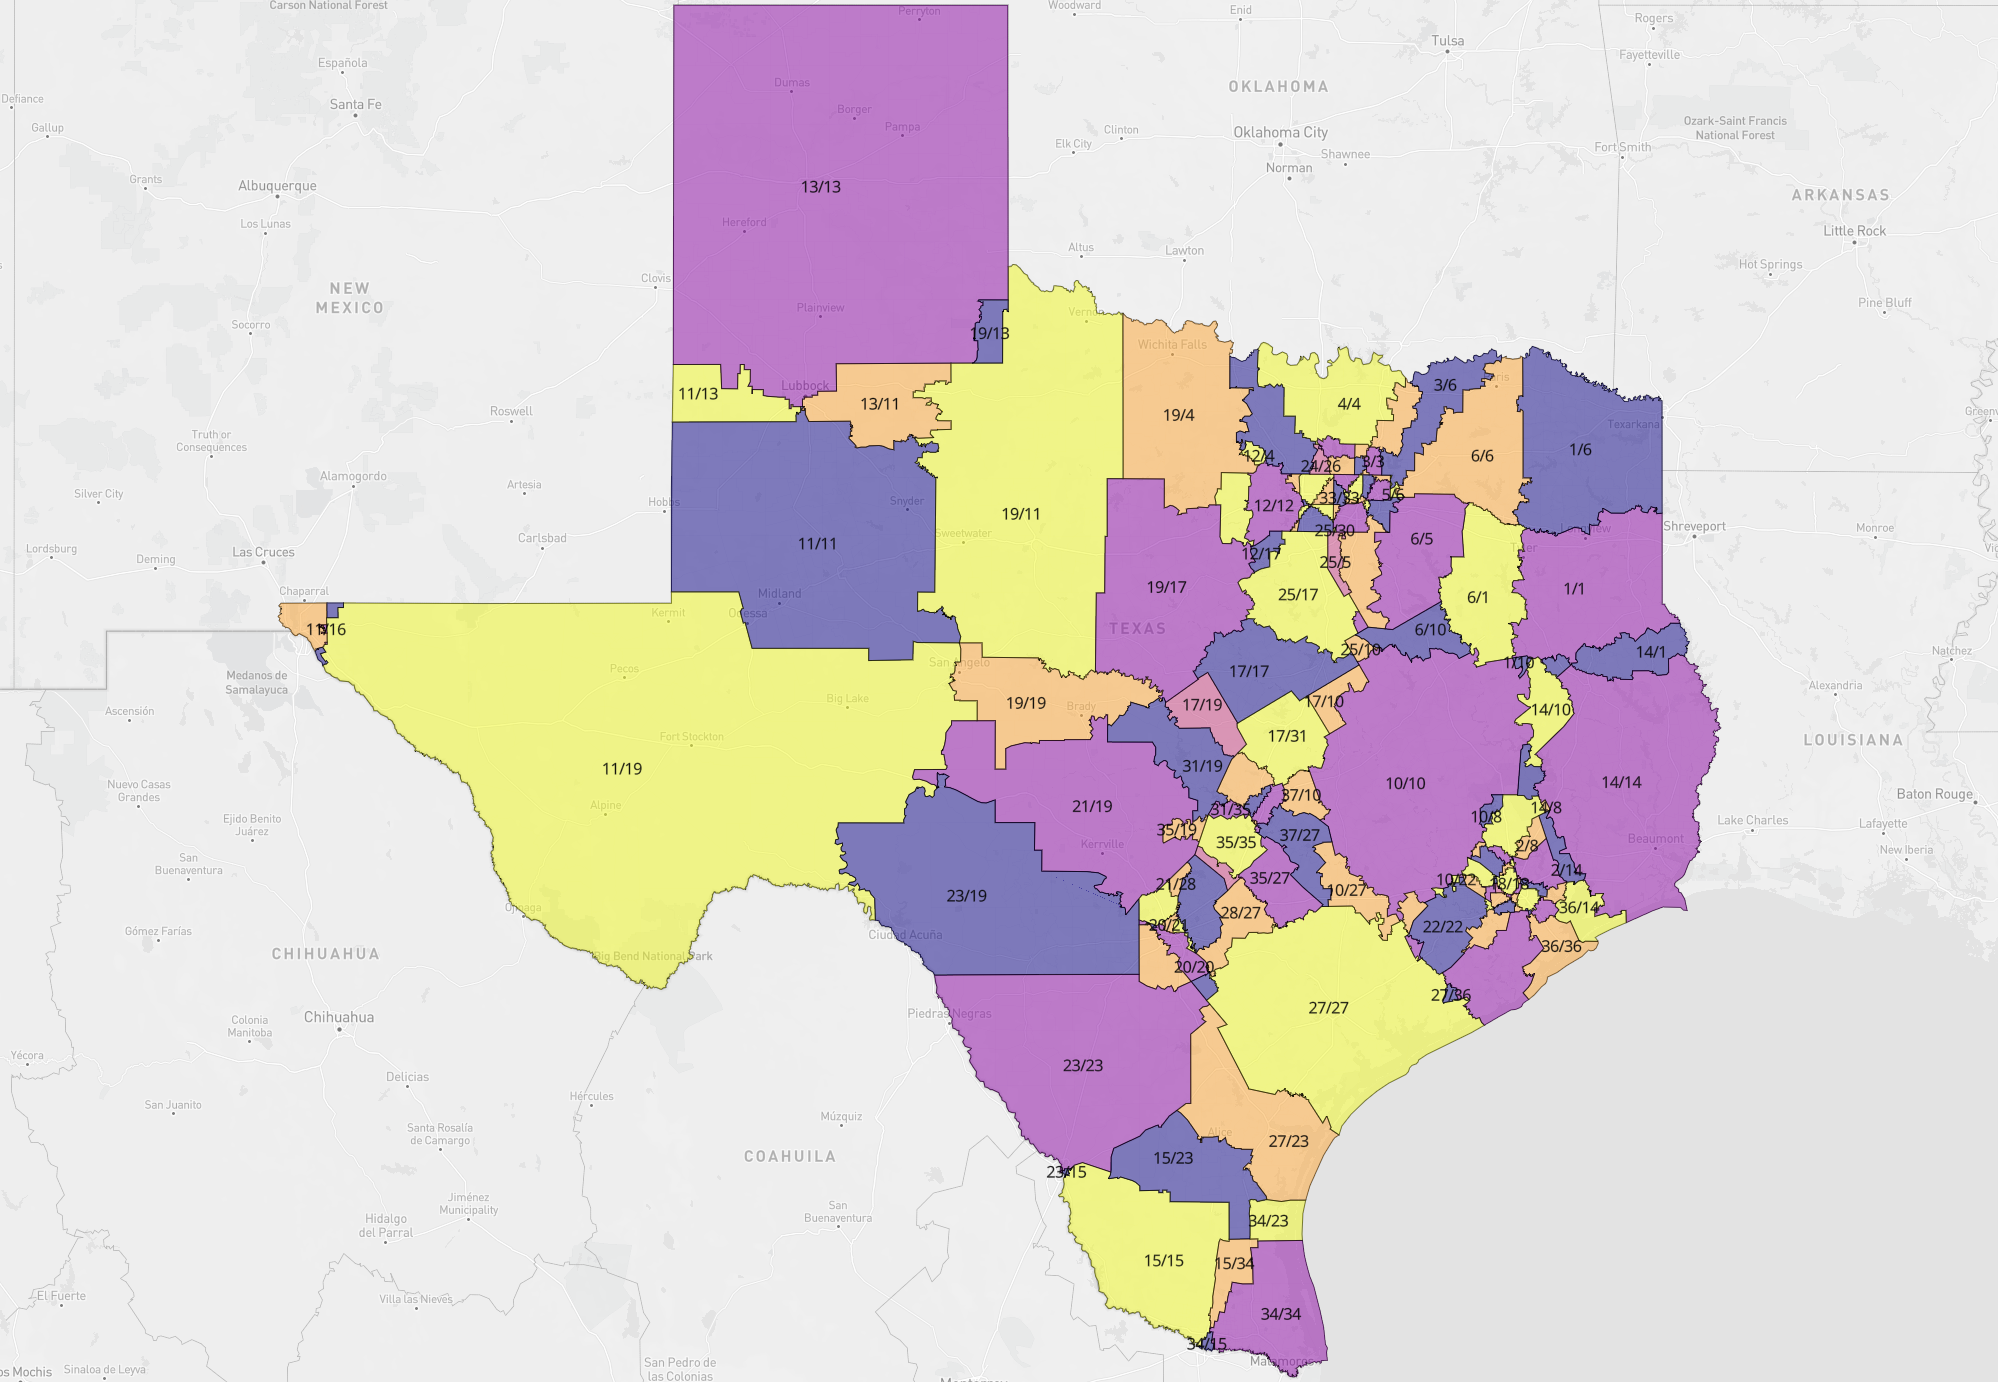 Carson National Forest
Perryton
Woodward
Enid
Rogers
Tulsa
Fayetteville
Española
Dumas
OKLAHOMA
Defiance
Santa Fe
Borger
Ozark-Saint Francis
National Forest
Gallup
Pampa
Clinton
Oklahoma City
Elk City
Shawnee
Fort Smith
Norman
Grants
Albuquerque
13/13
ARKANSAS
Los Lunas
Hereford
Little Rock
Altus
Lawton
Hot Springs
Clovis
NEW
MEXICO
Plainview
Vernon
Pine Bluff
Socorro
19/13
Wichita Falls
Lubbock
3/6
11/13
13/11
4/4
Roswell
19/4
Texarkana
Truth or
Consequences
1/6
12/4
6/6
24/26
3/3
Alamogordo
Artesia
Silver City
Hobbs
Snyder
12/12
19/11
Shreveport
Monroe
Carlsbad
Sweetwater
25/30
6/5
Lordsburg
Deming
Las Cruces
11/11
12/17
25/5
19/17
1/1
Chaparral
Midland
25/17
6/1
Kermit
Odessa
TEXAS
6/10
25/10
14/1
Natchez
San Angelo
17/17
1/10
Medanos de
Samalayuca
Pecos
Alexandria
Ascensión
Big Lake
19/19
Brady
17/19
17/10
14/10
Fort Stockton
17/31
LOUISIANA
11/19
31/19
Nuevo Casas
Grandes
10/10
14/14
37/10
Baton Rouge
Alpine
21/19
31/35
14/8
10/8
Ejido Benito
Juárez
35/19
37/27
Lake Charles
Lafayette
Kerrville
35/35
2/8
Beaumont
New Iberia
San
Buenaventura
21/28
35/27
2/14
10/27
18/18
23/19
Ojinaga
28/27
36/14
20/21
22/22
Gómez Farías
Ciudad Acuña
36/36
CHIHUAHUA
Big Bend National Park
20/20
27/36
27/27
Colonia
Manitoba
Chihuahua
Piedras Negras
Yécora
23/23
Delicias
Hércules
San Juanito
Múzquiz
Santa Rosalía
de Camargo
Alice
27/23
COAHUILA
15/23
23/15
Jiménez
Municipality
San
Buenaventura
Hidalgo
del Parral
34/23
15/15
15/34
El Fuerte
Villa las Nieves
34/34
34/15
Matamoros
os Mochis
Sinaloa de Leyva
San Pedro de
las Colonias